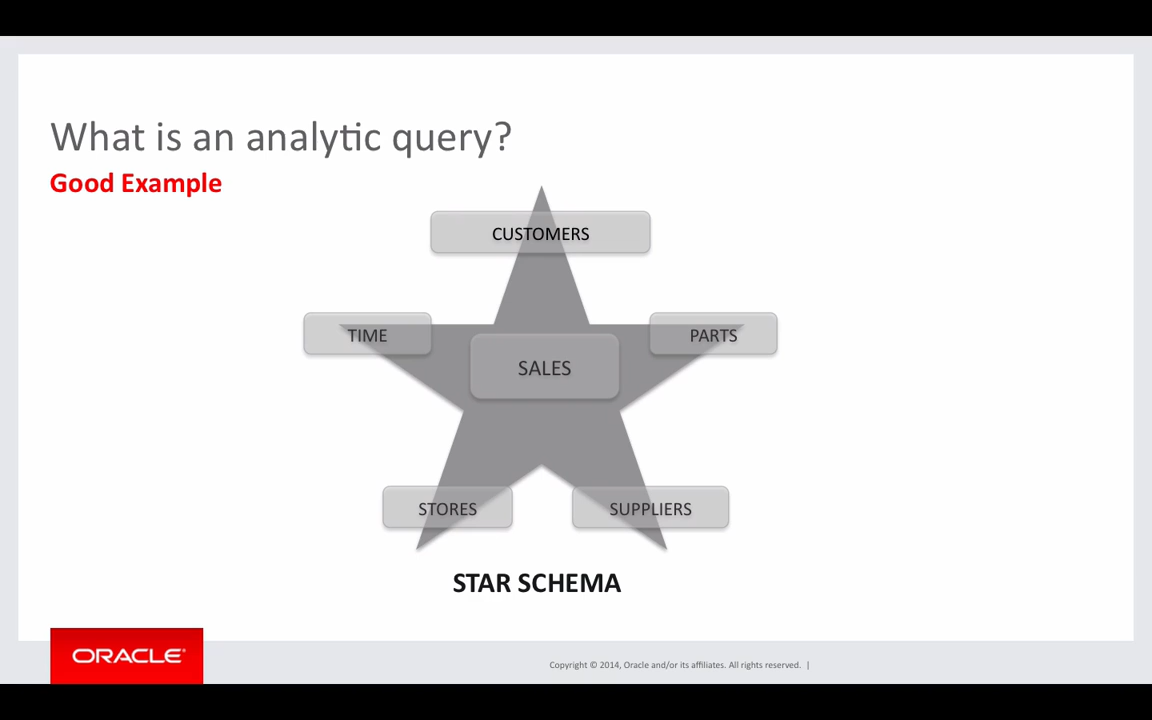 What is an analytic query?
Good Example
CUSTOMERS
TIME
PARTS
SALES
STORES
SUPPLIERS
STAR SCHEMA
ORACLE®
Copyright © 2014, Oracle and/or its affiliates. All rights reserved. |